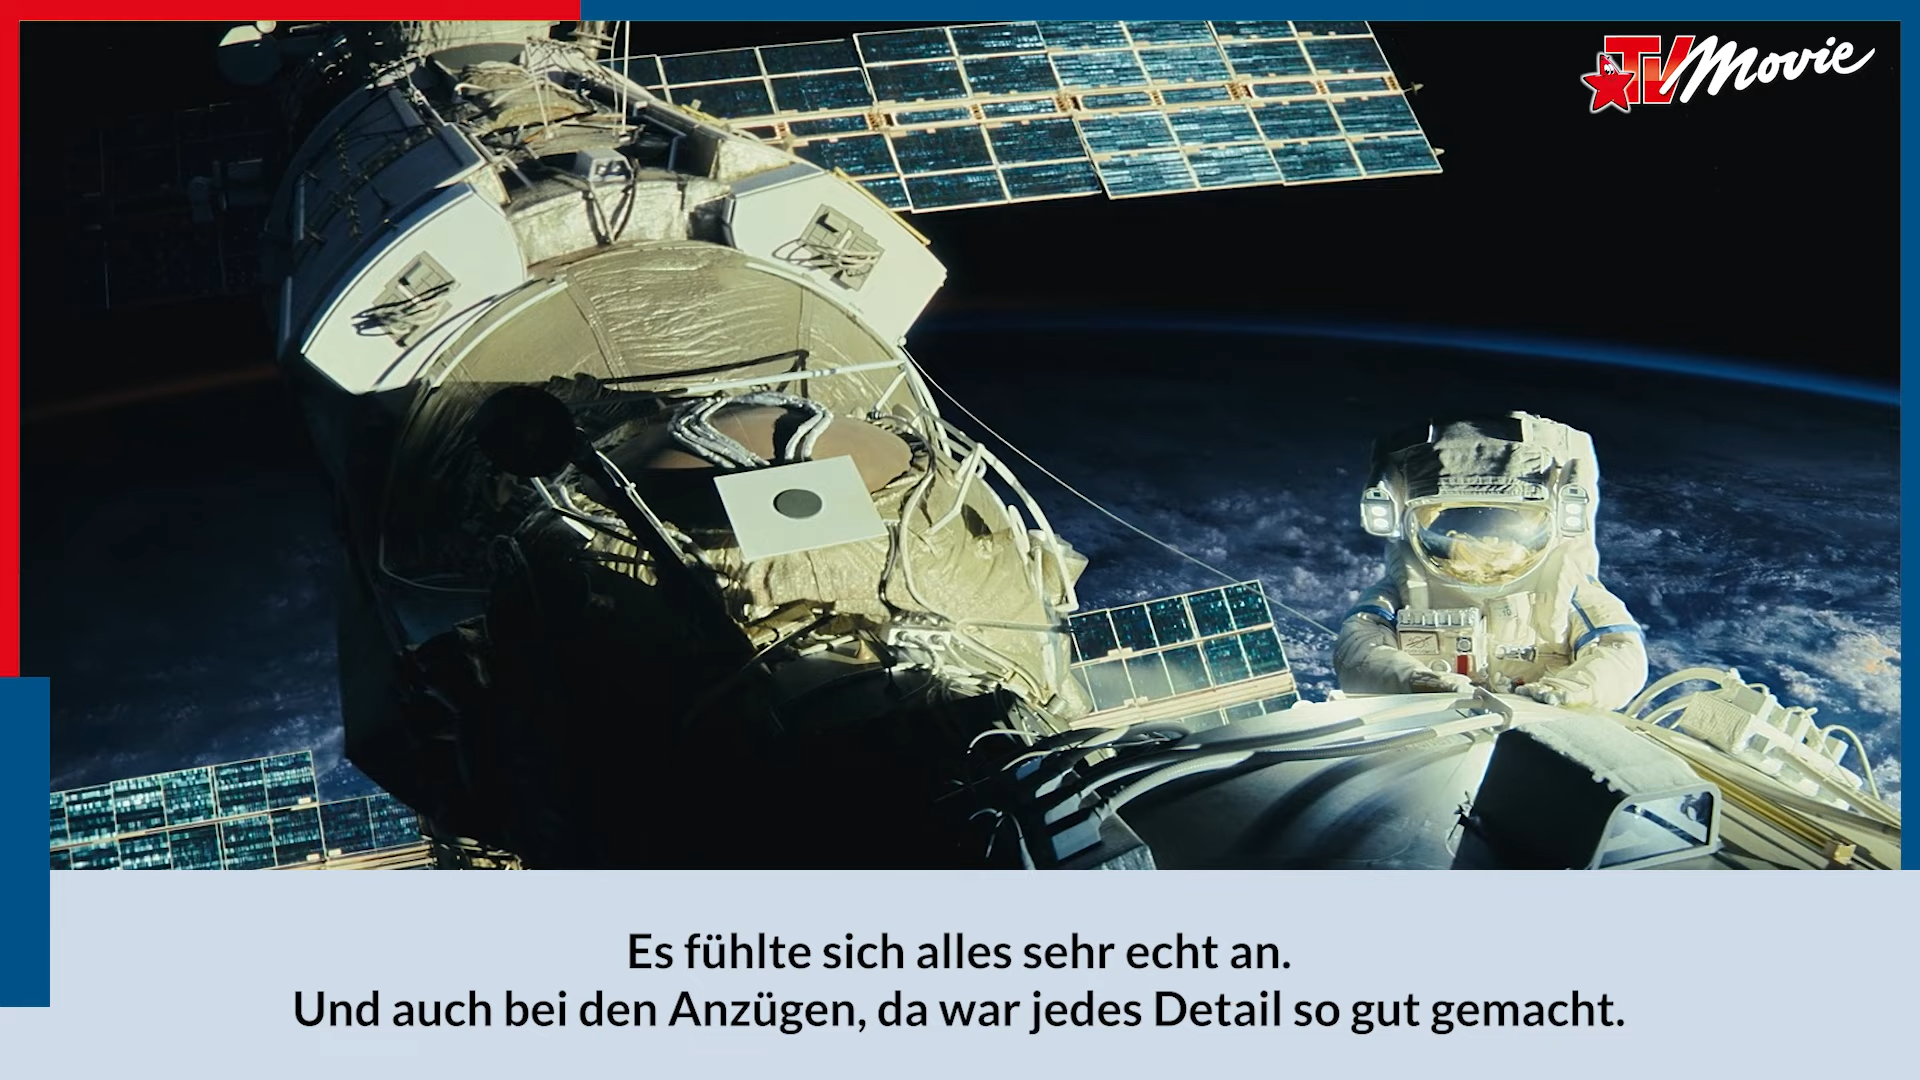 TV Movie
Es fühlte sich alles sehr echt an.
Und auch bei den Anzügen, da war jedes Detail so gut gemacht.